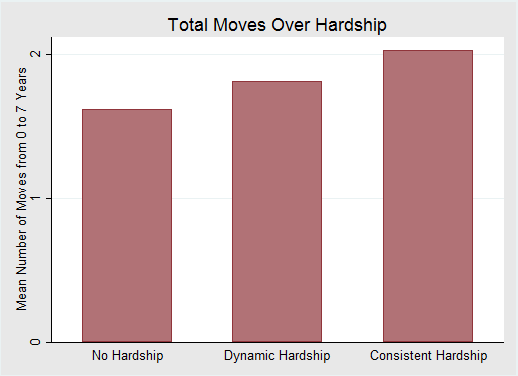 Total Moves Over Hardship
Mean Number of Moves from 0 to 7 Years
2
1
0
No Hardship
Dynamic Hardship
Consistent Hardship